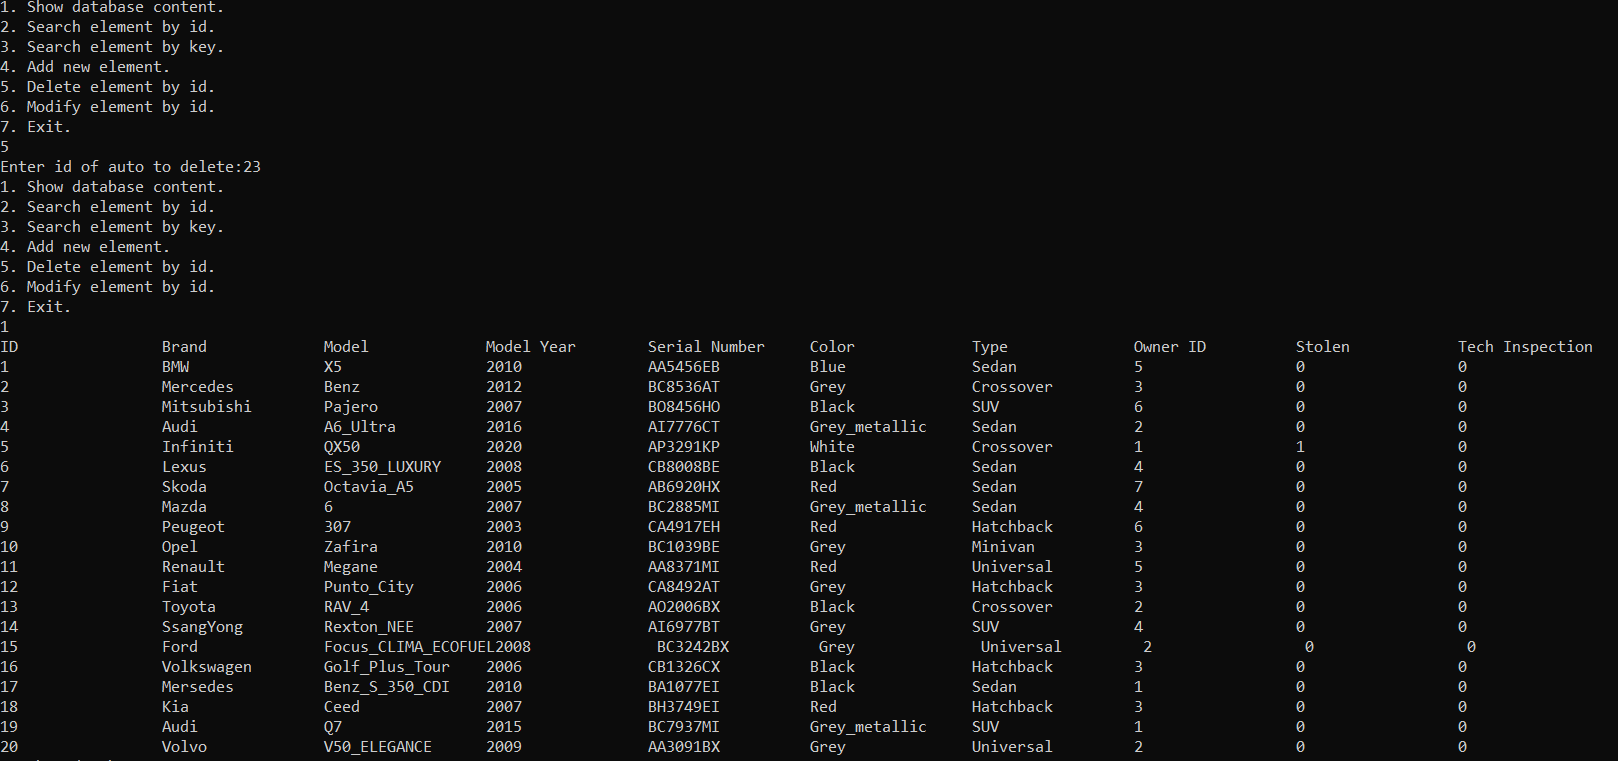 1. Show database content.
2. Search element by id.
3. Search element by key.
4. Add new element.
5. Delete element by id.
6. Modify element by id.
7. Exit.
5
Enter id of auto to delete:23
1. Show database content.
2. Search element by id.
3. Search element by key.
4. Add new element.
5. Delete element by id.
6. Modify element by id.
7. Exit.
1
ID Brand Model Model Year Serial Number Color Type Owner ID Stolen Tech Inspection
1 BMW X5 2010 AA5456EB Blue Sedan 5 0 0
2 Mercedes Benz 2012 BC8536AT Grey Crossover 3 0 0
3 Mitsubishi Pajero 2007 BO8456HO Black SUV 6 0 0
4 Audi A6_Ultra 2016 AI7776CT Grey_metallic Sedan 2 0 0
5 Infiniti QX50 2020 AP3291KP White Crossover 1 1 0
6 Lexus ES_350_LUXURY 2008 CB8008BE Black Sedan 4 0 0
7 Skoda Octavia_A5 2005 AB6920HX Red Sedan 7 0 0
8 Mazda 6 2007 BC2885MI Grey_metallic Sedan 4 0 0
9 Peugeot 307 2003 CA4917EH Red Hatchback 6 0 0
10 Opel Zafira 2010 BC1039BE Grey Minivan 3 0 0
11 Renault Megane 2004 AA8371MI Red Universal 5 0 0
12 Fiat Punto_City 2006 CA8492AT Grey Hatchback 3 0 0
13 Toyota RAV_4 2006 AO2006BX Black Crossover 2 0 0
14 SsangYong Rexton_NEE 2007 AI6977BT Grey SUV 4 0 0
15 Ford Focus_CLIMA_ECOFUEL2008 BC3242BX Grey Universal 2 0 0
16 Volkswagen Golf_Plus_Tour 2006 CB1326CX Black Hatchback 3 0 0
17 Mersedes Benz_S_350_CDI 2010 BA1077EI Black Sedan 1 0 0
18 Kia Ceed 2007 BH3749EI Red Hatchback 3 0 0
19 Audi Q7 2015 BC7937MI Grey_metallic SUV 1 0 0
20 Volvo V50_ELEGANCE 2009 AA3091BX Grey Universal 2 0 0